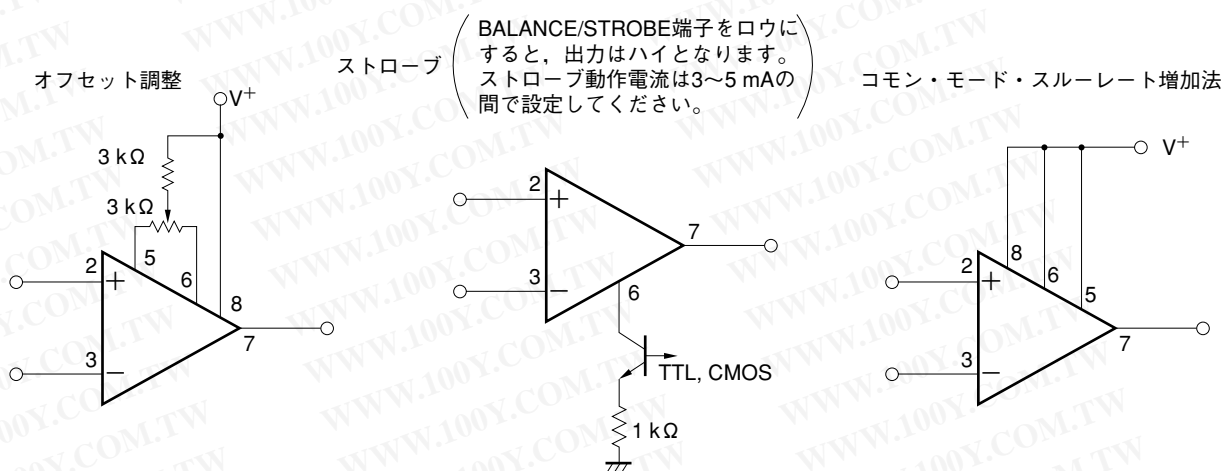 オフセット調整
V+
3 kΩ
3 kΩ
5
6
8
2
+
3
−
7
ストローブ
BALANCE/STROBE端子をロウに
すると，出力はハイとなります。
ストローブ動作電流は3〜5 mAの
間で設定してください。
2
+
3
−
7
6
TTL, CMOS
1 kΩ
コモン・モード・スルーレート増加法
V+
8
6
5
2
+
3
−
7
WWW.100Y.COM.TW